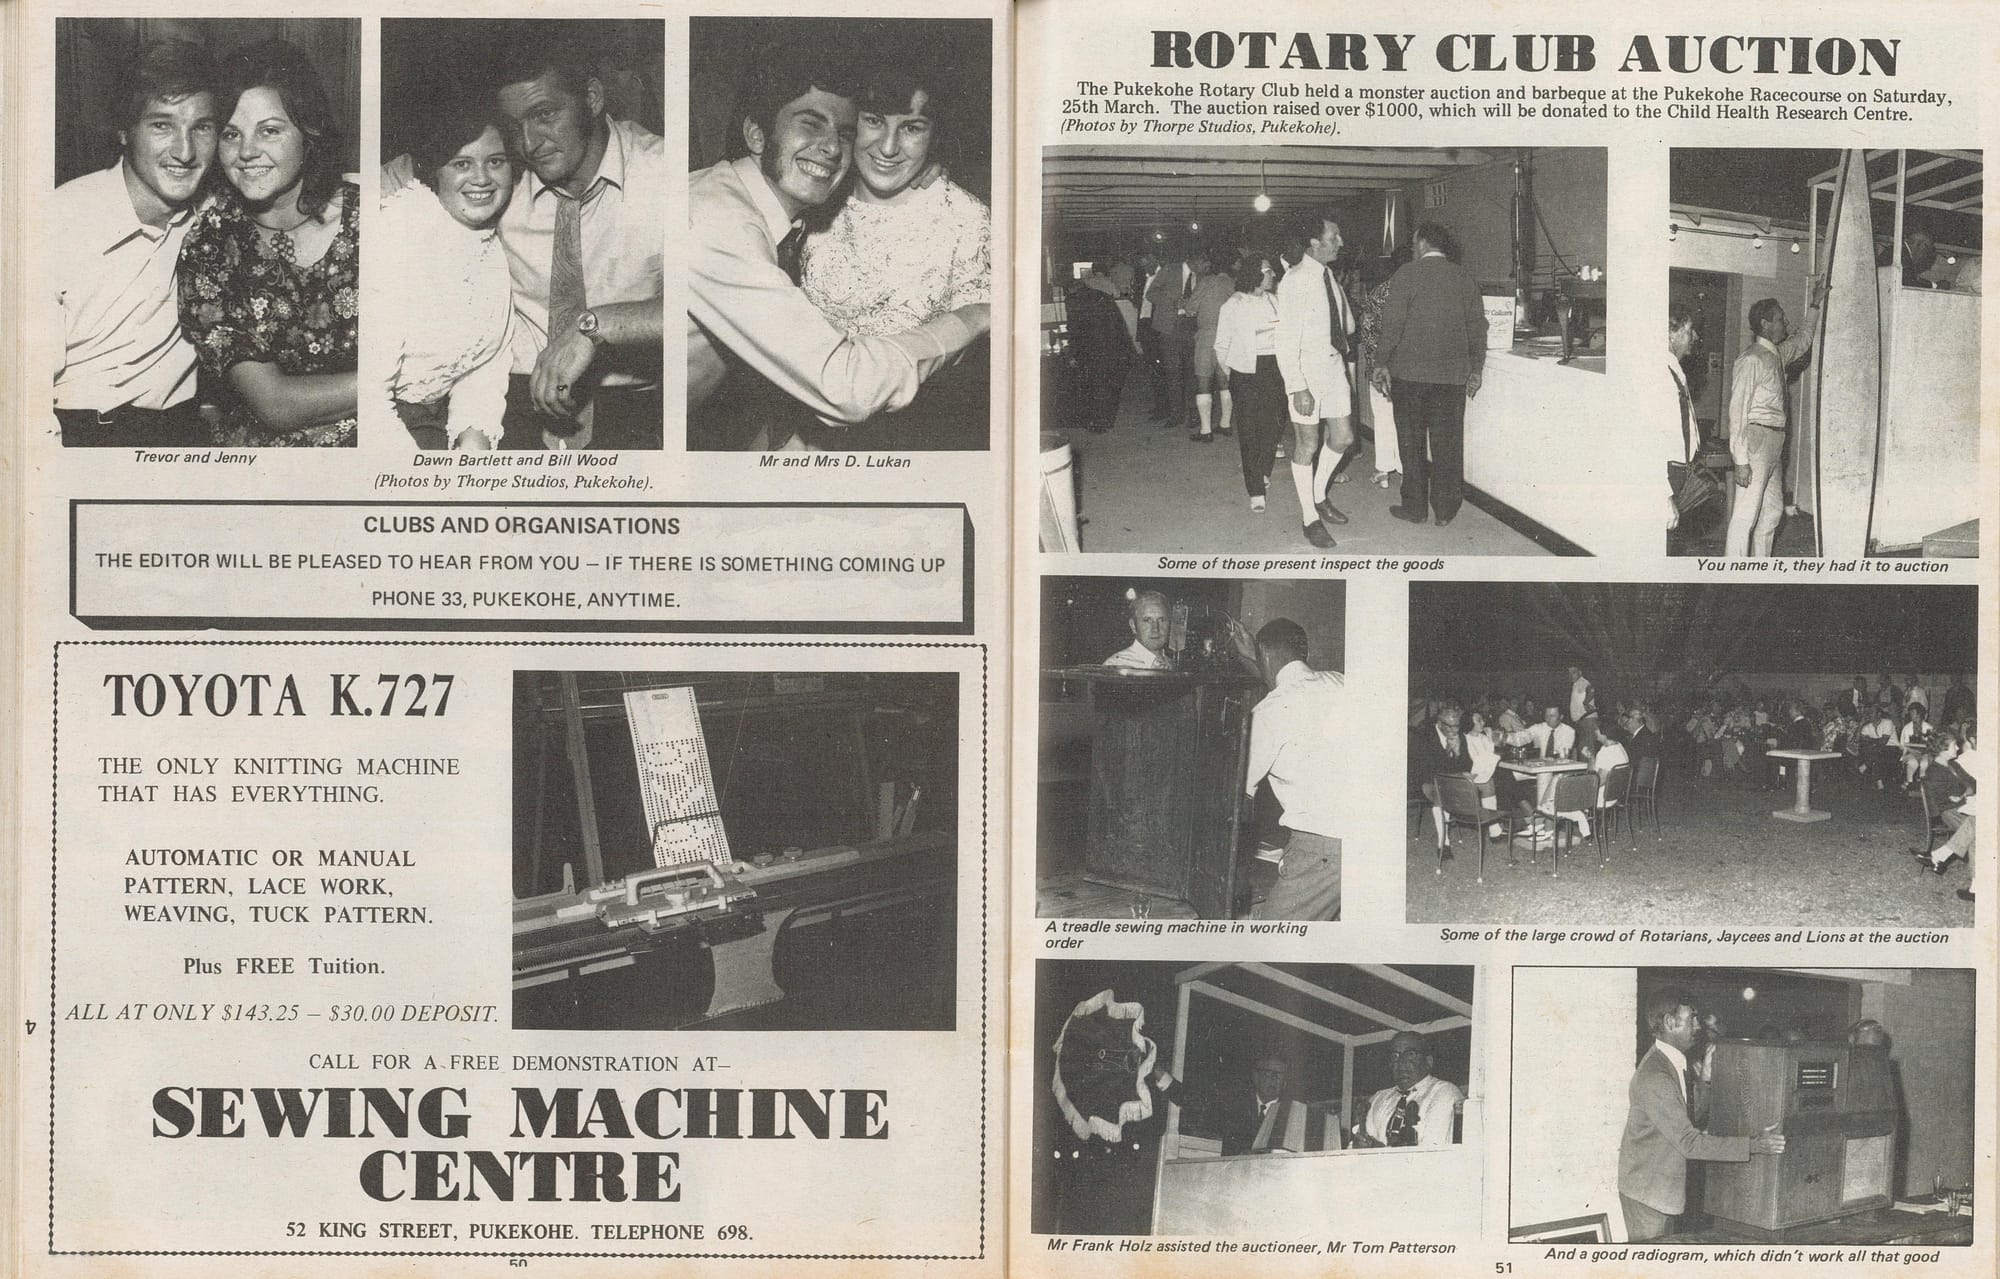 Trevor and Jenny
Dawn Bartlett and Bill Wood
(Photos by Thorpe Studios, Pukekohe).
Mr and Mrs D. Lukan
CLUBS AND ORGANISATIONS
THE EDITOR WILL BE PLEASED TO HEAR FROM YOU – IF THERE IS SOMETHING COMING UP
PHONE 33, PUKEKOHE, ANYTIME.
TOYOTA K.727
THE ONLY KNITTING MACHINE
THAT HAS EVERYTHING.
AUTOMATIC OR MANUAL
PATTERN, LACE WORK,
WEAVING, TUCK PATTERN.
Plus FREE Tuition.
ALL AT ONLY $143.25 – $30.00 DEPOSIT.
CALL FOR A FREE DEMONSTRATION AT–
SEWING MACHINE
CENTRE
52 KING STREET, PUKEKOHE. TELEPHONE 698.
50
ROTARY CLUB AUCTION
The Pukekohe Rotary Club held a monster auction and barbeque at the Pukekohe Racecourse on Saturday,
25th March. The auction raised over $1000, which will be donated to the Child Health Research Centre.
(Photos by Thorpe Studios, Pukekohe).
Some of those present inspect the goods
You name it, they had it to auction
A treadle sewing machine in working
order
Some of the large crowd of Rotarians, Jaycees and Lions at the auction
Mr Frank Holz assisted the auctioneer, Mr Tom Patterson
And a good radiogram, which didn't work all that good
51